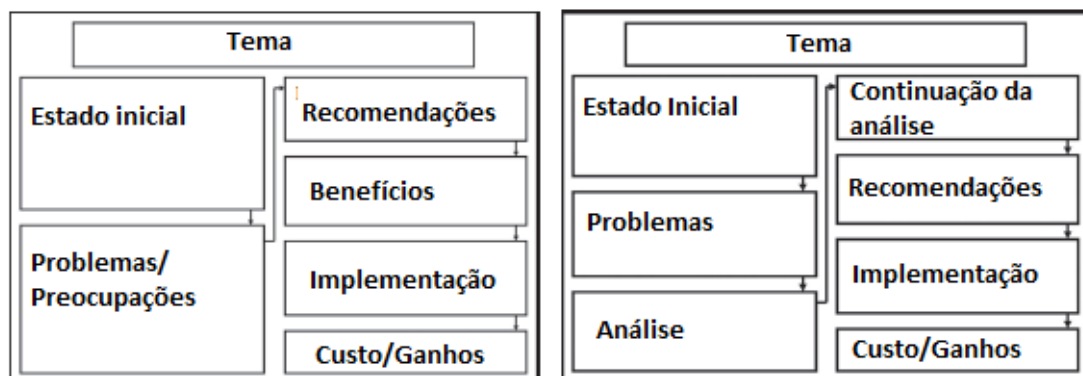 Tema
Estado inicial
Problemas/
Preocupações
Recomendações
Benefícios
Implementação
Custo/Ganhos
Tema
Estado Inicial
Problemas
Análise
Continuação da
análise
Recomendações
Implementação
Custo/Ganhos